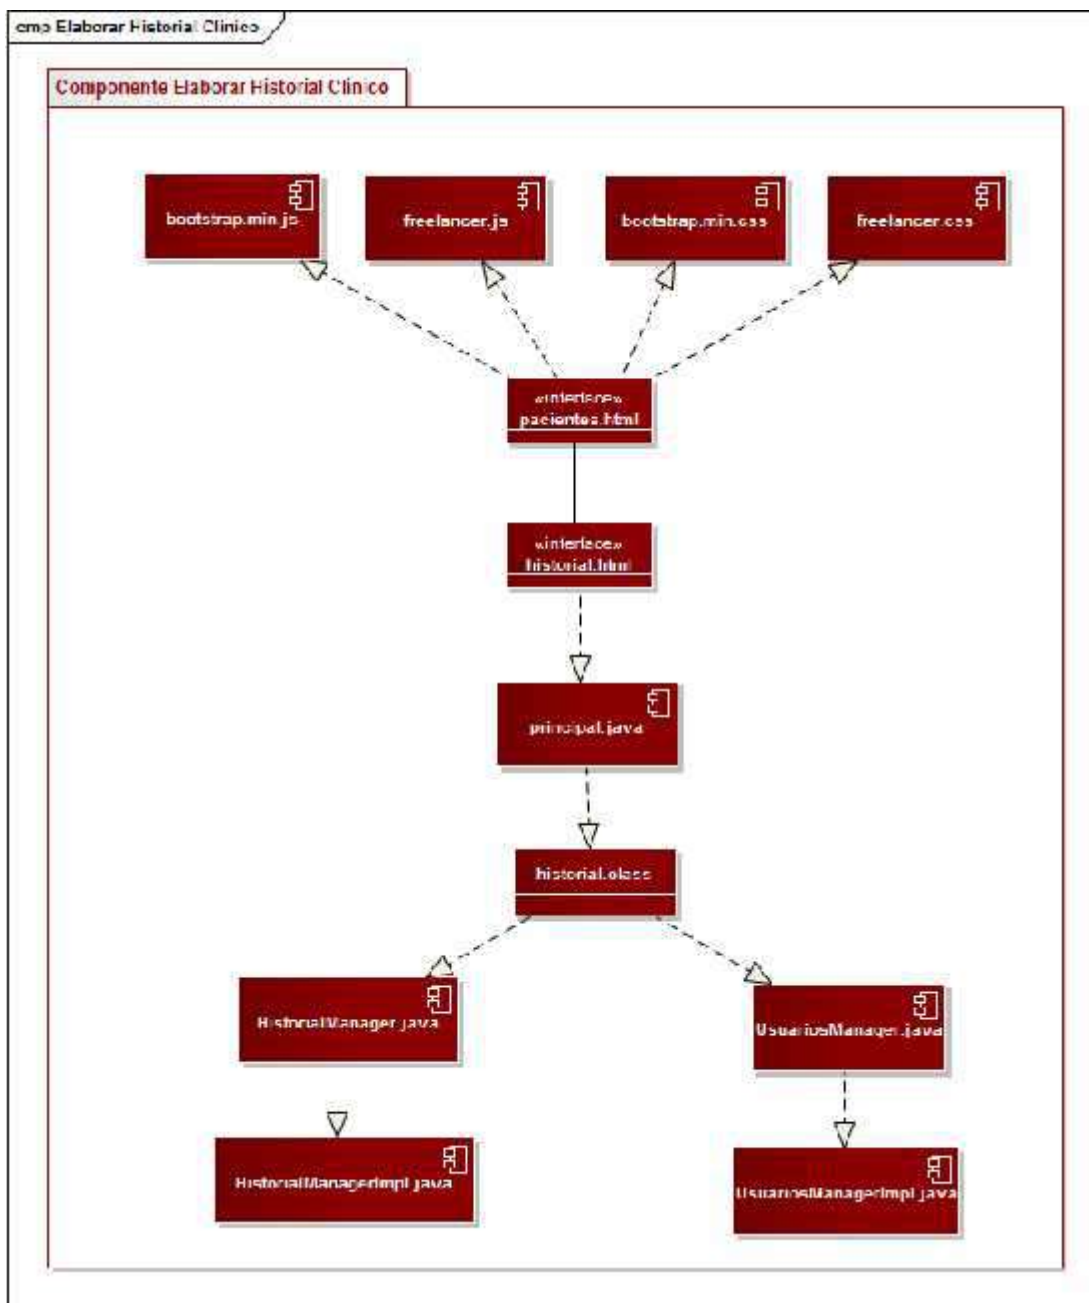 cmp Elaborar Historial Clinico
Componente Elaborar Historial Clinico
bootstrap.min.js
freelancer.js
bootstrap.min.css
freelancer.css
«interface»
pacientes.html
«interface»
historial.html
principal.java
historial.class
HistorialManager.java
UsuariosManager.java
HistorialManagerImpl.java
UsuariosManagerImpl.java